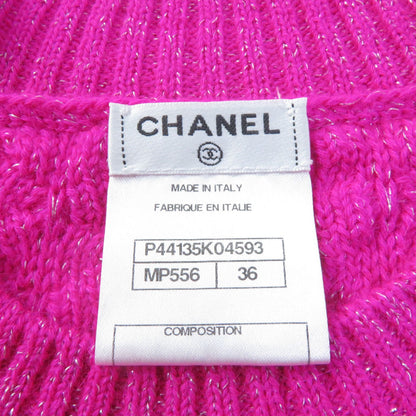 CHANEL
MADE IN ITALY
FABRIQUE EN ITALIE
P44135K04593
MP556 36
COMPOSITION